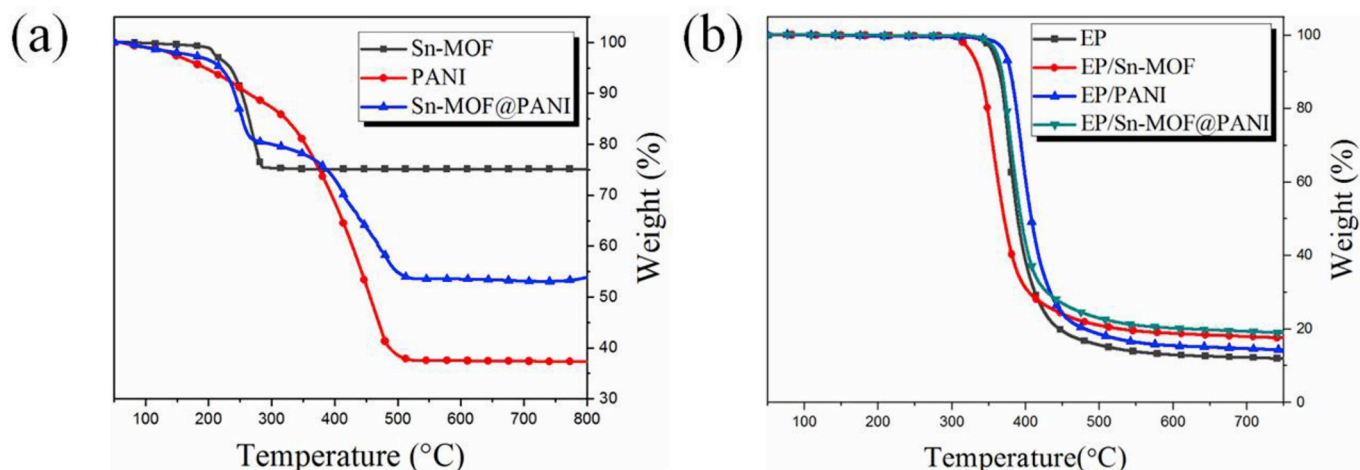 (a)
Sn-MOF
PANI
Sn-MOF@PANI
100
90
80
70
60
50
40
30
Weight (%)
100 200 300 400 500 600 700 800
Temperature (°C)
(b)
EP
EP/Sn-MOF
EP/PANI
EP/Sn-MOF@PANI
100
80
60
40
20
0
Weight (%)
100 200 300 400 500 600 700
Temperature(°C)